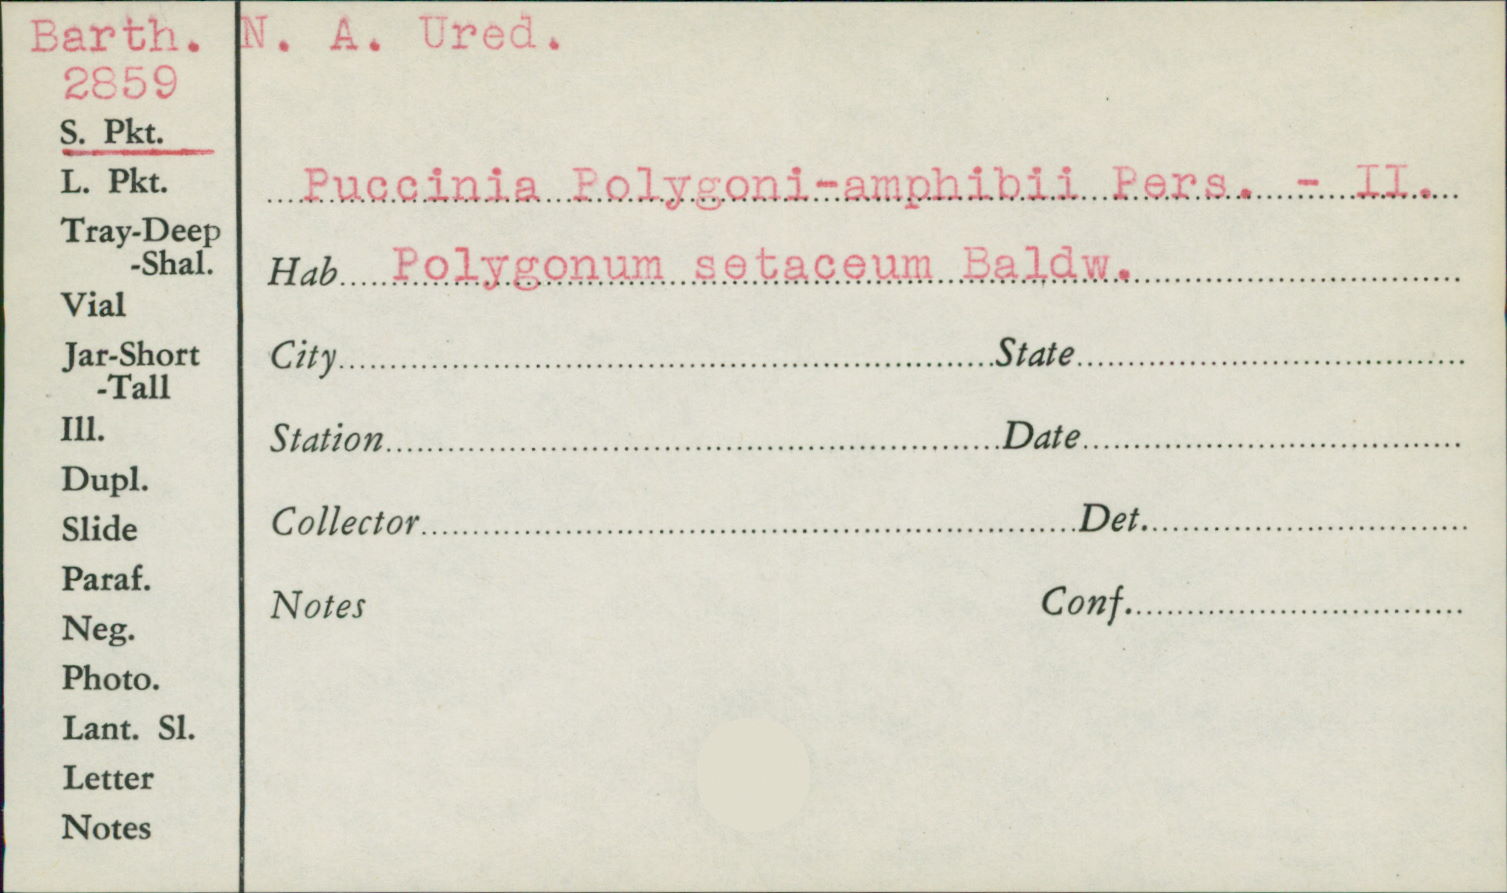 Barth. N. A. Ured.
2859
S. Pkt.
L. Pkt.
Tray-Deep
-Shal.
Vial
Jar-Short
-Tall
Ill.
Dupl.
Slide
Paraf.
Neg.
Photo.
Lant. Sl.
Letter
Notes
Puccinia Polygoni-amphibii Pers. - II.
Hab Polygonum setaceum Baldw.
City State
Station Date
Collector Det.
Notes Conf.